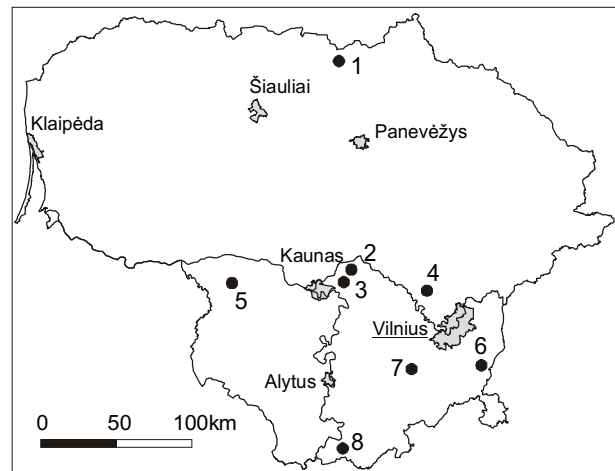 1
Šiauliai
Klaipėda
Panevėžys
Kaunas 2
3
4
5
Vilnius
6
7
Alytus
0 50 100km
8